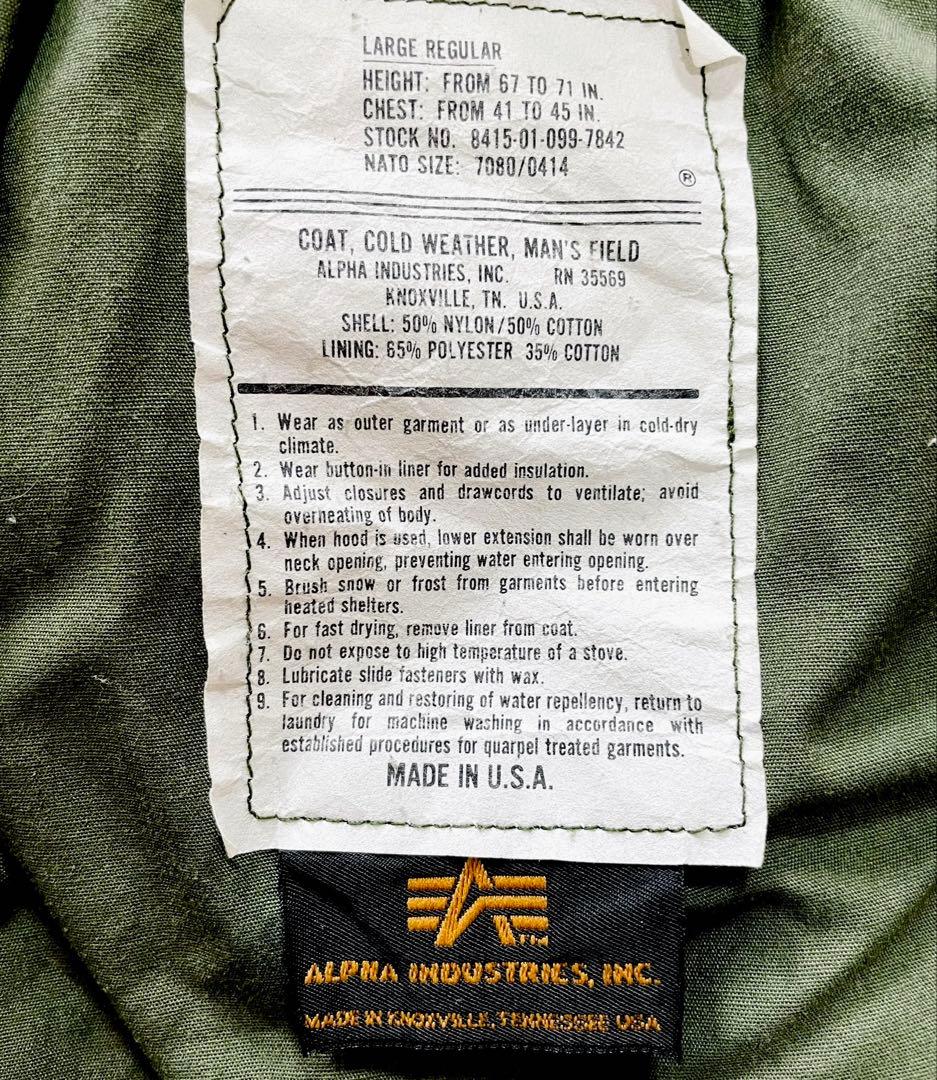 LARGE REGULAR
HEIGHT: FROM 67 TO 71 IN.
CHEST: FROM 41 TO 45 IN.
STOCK NO. 8415-01-099-7842
NATO SIZE: 7080/0414
®
COAT, COLD WEATHER, MAN'S FIELD
ALPHA INDUSTRIES, INC. RN 35569
KNOXVILLE, TN. U.S.A.
SHELL: 50% NYLON/50% COTTON
LINING: 65% POLYESTER 35% COTTON
1. Wear as outer garment or as under-layer in cold-dry
climate.
2. Wear button-in liner for added insulation.
3. Adjust closures and drawcords to ventilate; avoid
overheating of body.
4. When hood is used, lower extension shall be worn over
neck opening, preventing water entering opening.
5. Brush snow or frost from garments before entering
heated shelters.
6. For fast drying, remove liner from coat.
7. Do not expose to high temperature of a stove.
8. Lubricate slide fasteners with wax.
9. For cleaning and restoring of water repellency, return to
laundry for machine washing in accordance with
established procedures for quarpel treated garments.
MADE IN U.S.A.
TM
ALPHA INDUSTRIES, INC.
MADE IN KNOXVILLE, TENNESSEE USA